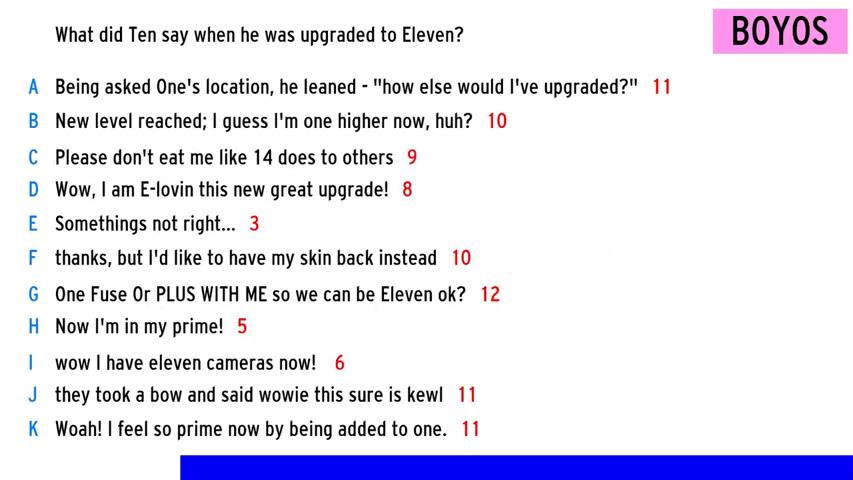 What did Ten say when he was upgraded to Eleven?
BOYOS
A Being asked One's location, he leaned - "how else would I've upgraded?" 11
B New level reached; I guess I'm one higher now, huh? 10
C Please don't eat me like 14 does to others 9
D Wow, I am E-lovin this new great upgrade! 8
E Somethings not right... 3
F thanks, but I'd like to have my skin back instead 10
G One Fuse Or PLUS WITH ME so we can be Eleven ok? 12
H Now I'm in my prime! 5
I wow I have eleven cameras now! 6
J they took a bow and said wowie this sure is kewl 11
K Woah! I feel so prime now by being added to one. 11